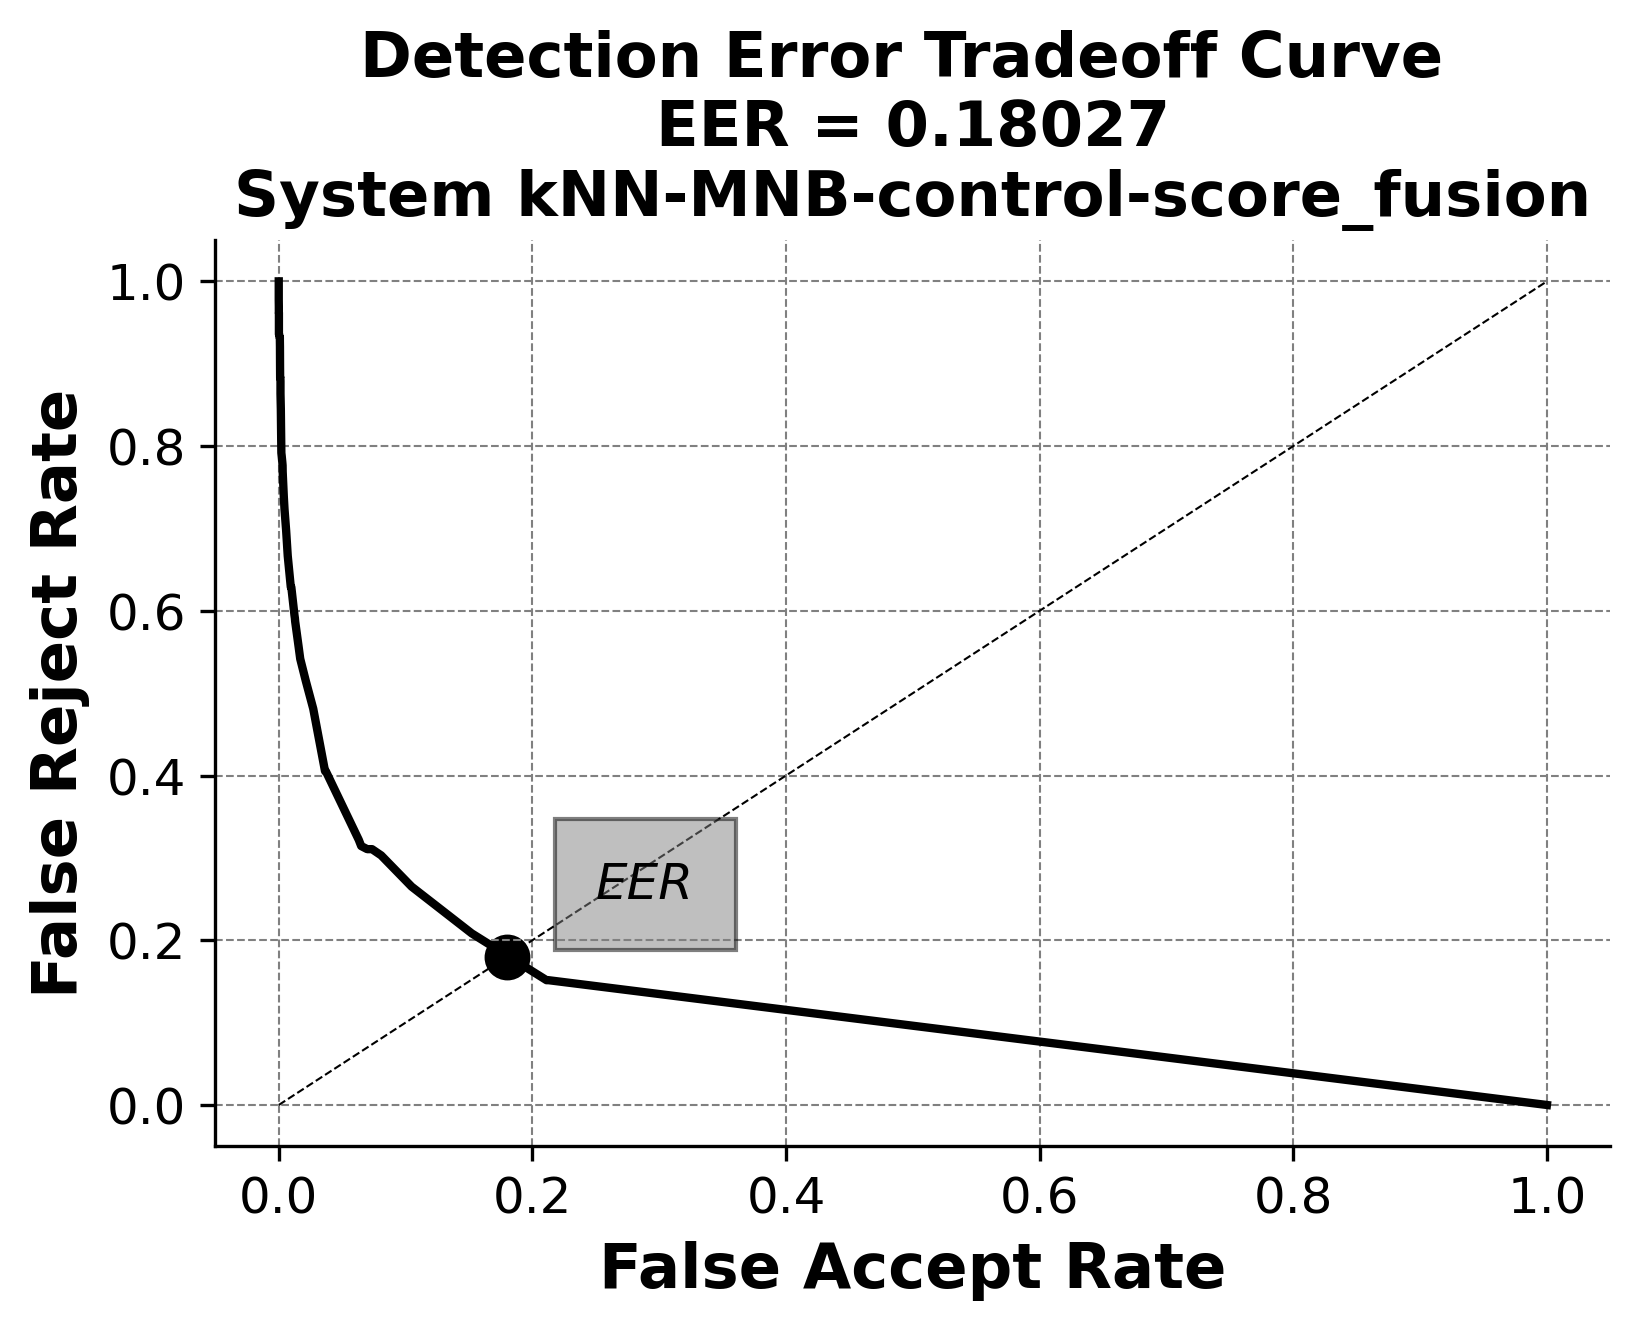 Detection Error Tradeoff Curve
EER = 0.18027
System kNN-MNB-control-score_fusion
False Reject Rate
1.0
0.8
0.6
0.4
0.2
0.0
EER
0.0 0.2 0.4 0.6 0.8 1.0
False Accept Rate